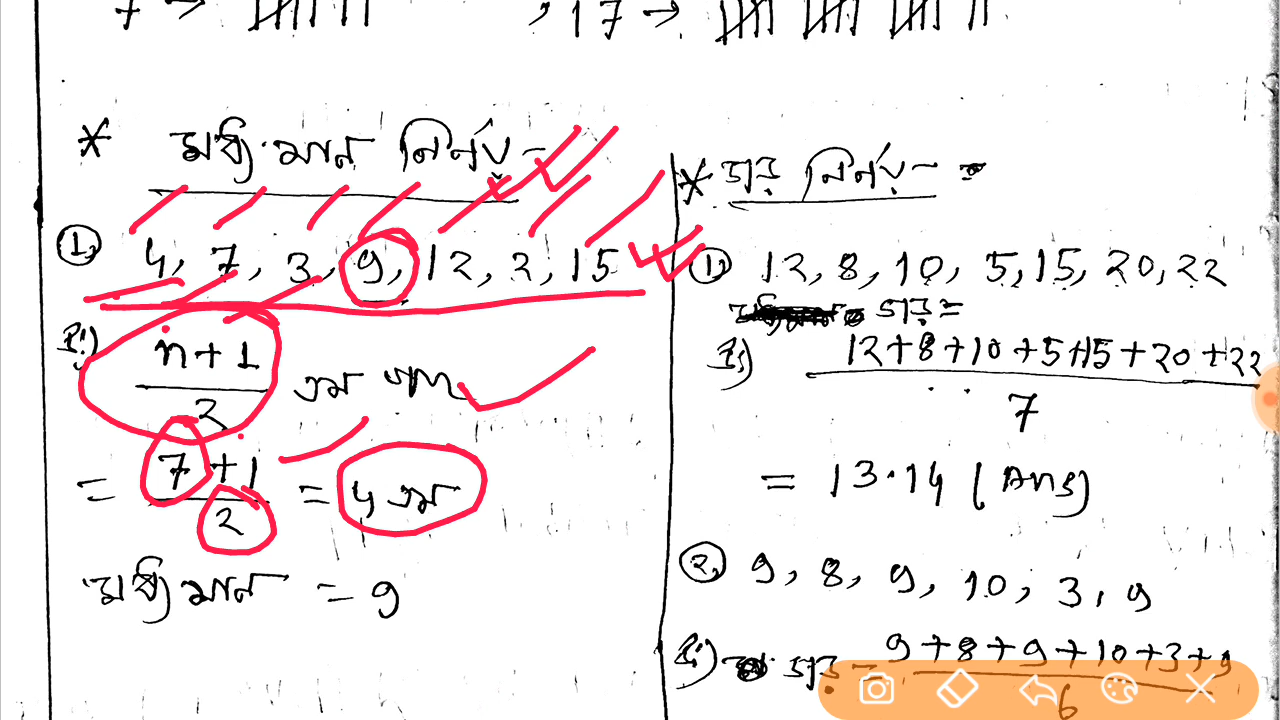 7 → 
, 17 →
* মধ্যমান নির্ণয় -
1, 4, 7, 3, 9, 12, 2, 15
n+1
2
এম পদ
= 7+1
2
= 4 এম
মধ্যমান = 9
* গড় নির্ণয় - =
1, 12, 8, 10, 5, 15, 20, 22
গড় =
12+8+10+5+15+20+22
7
= 13.14 (Ans)
2, 9, 8, 9, 10, 3, 9
গড় = 9+8+9+10+3+9
6